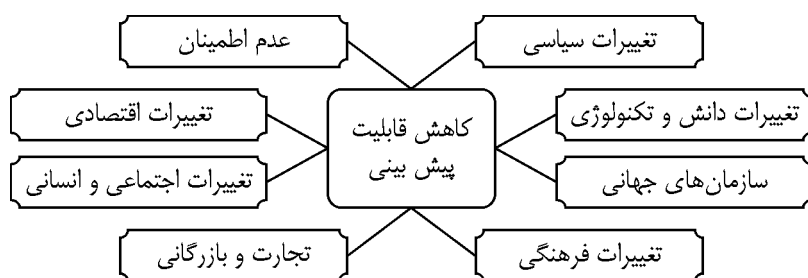 تغییرات سیاسی
عدم اطمینان
تغییرات دانش و تکنولوژی
کاهش قابلیت
پیش بینی
تغییرات اقتصادی
سازمان‌های جهانی
تغییرات اجتماعی و انسانی
تغییرات فرهنگی
تجارت و بازرگانی